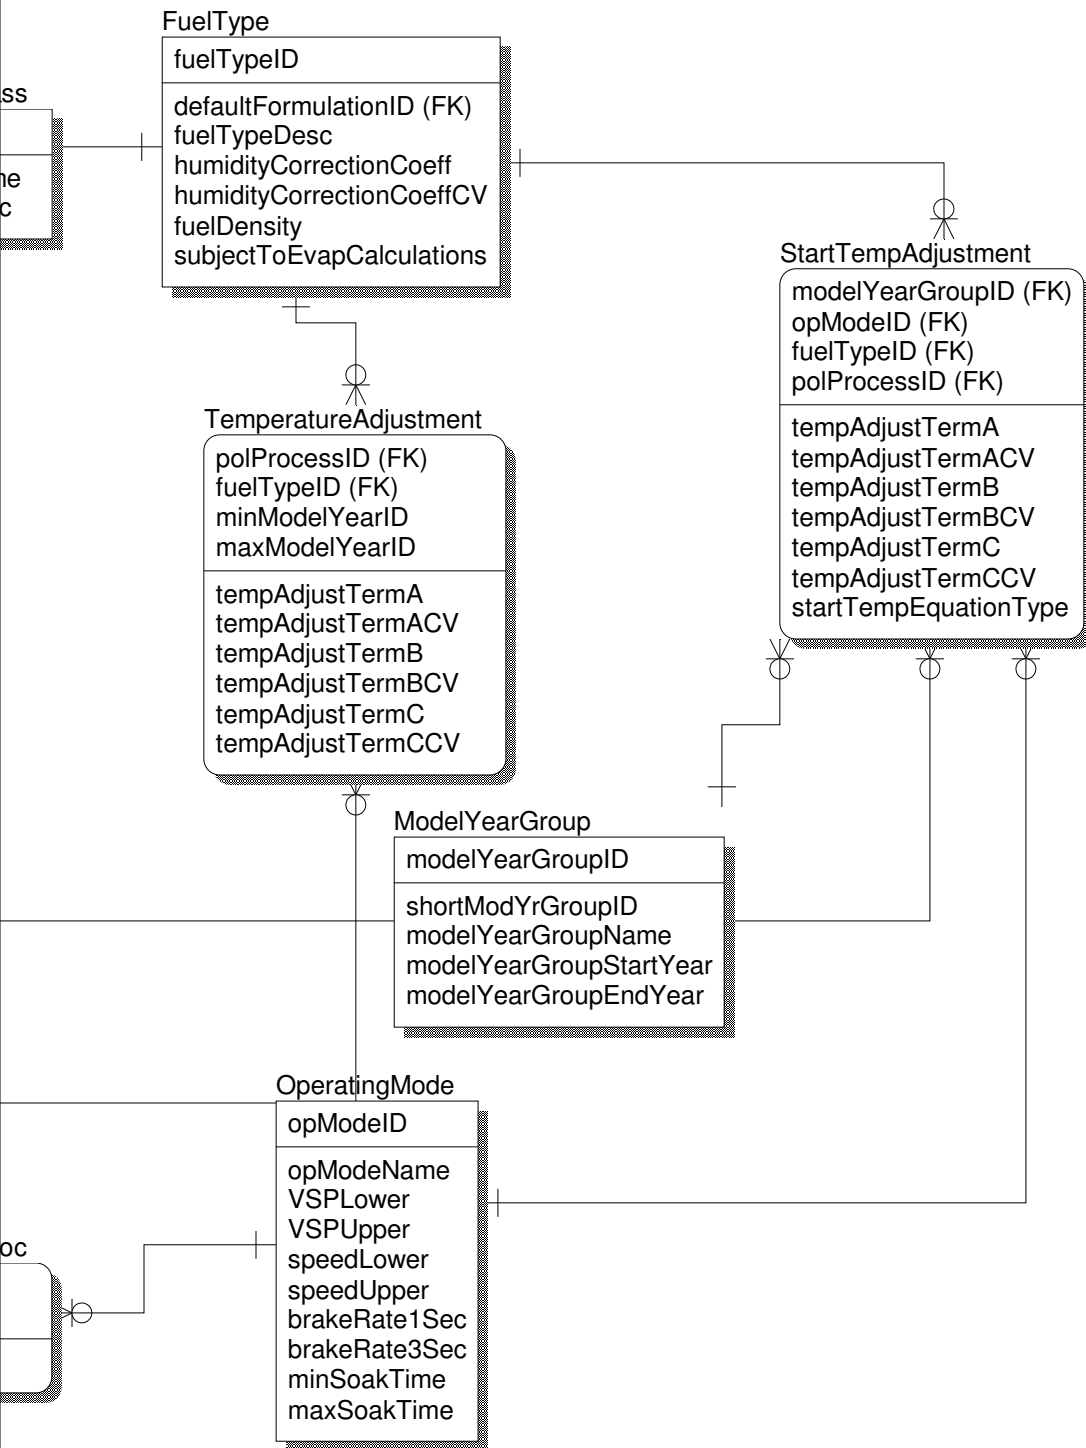 FuelType
fuelTypeID
defaultFormulationID (FK)
fuelTypeDesc
humidityCorrectionCoeff
humidityCorrectionCoeffCV
fuelDensity
subjectToEvapCalculations
ss
ne
c
StartTempAdjustment
modelYearGroupID (FK)
opModeID (FK)
fuelTypeID (FK)
polProcessID (FK)
tempAdjustTermA
tempAdjustTermACV
tempAdjustTermB
tempAdjustTermBCV
tempAdjustTermC
tempAdjustTermCCV
startTempEquationType
TemperatureAdjustment
polProcessID (FK)
fuelTypeID (FK)
minModelYearID
maxModelYearID
tempAdjustTermA
tempAdjustTermACV
tempAdjustTermB
tempAdjustTermBCV
tempAdjustTermC
tempAdjustTermCCV
ModelYearGroup
modelYearGroupID
shortModYrGroupID
modelYearGroupName
modelYearGroupStartYear
modelYearGroupEndYear
OperatingMode
opModeID
opModeName
VSPLower
VSPUpper
speedLower
speedUpper
brakeRate1Sec
brakeRate3Sec
minSoakTime
maxSoakTime
oc